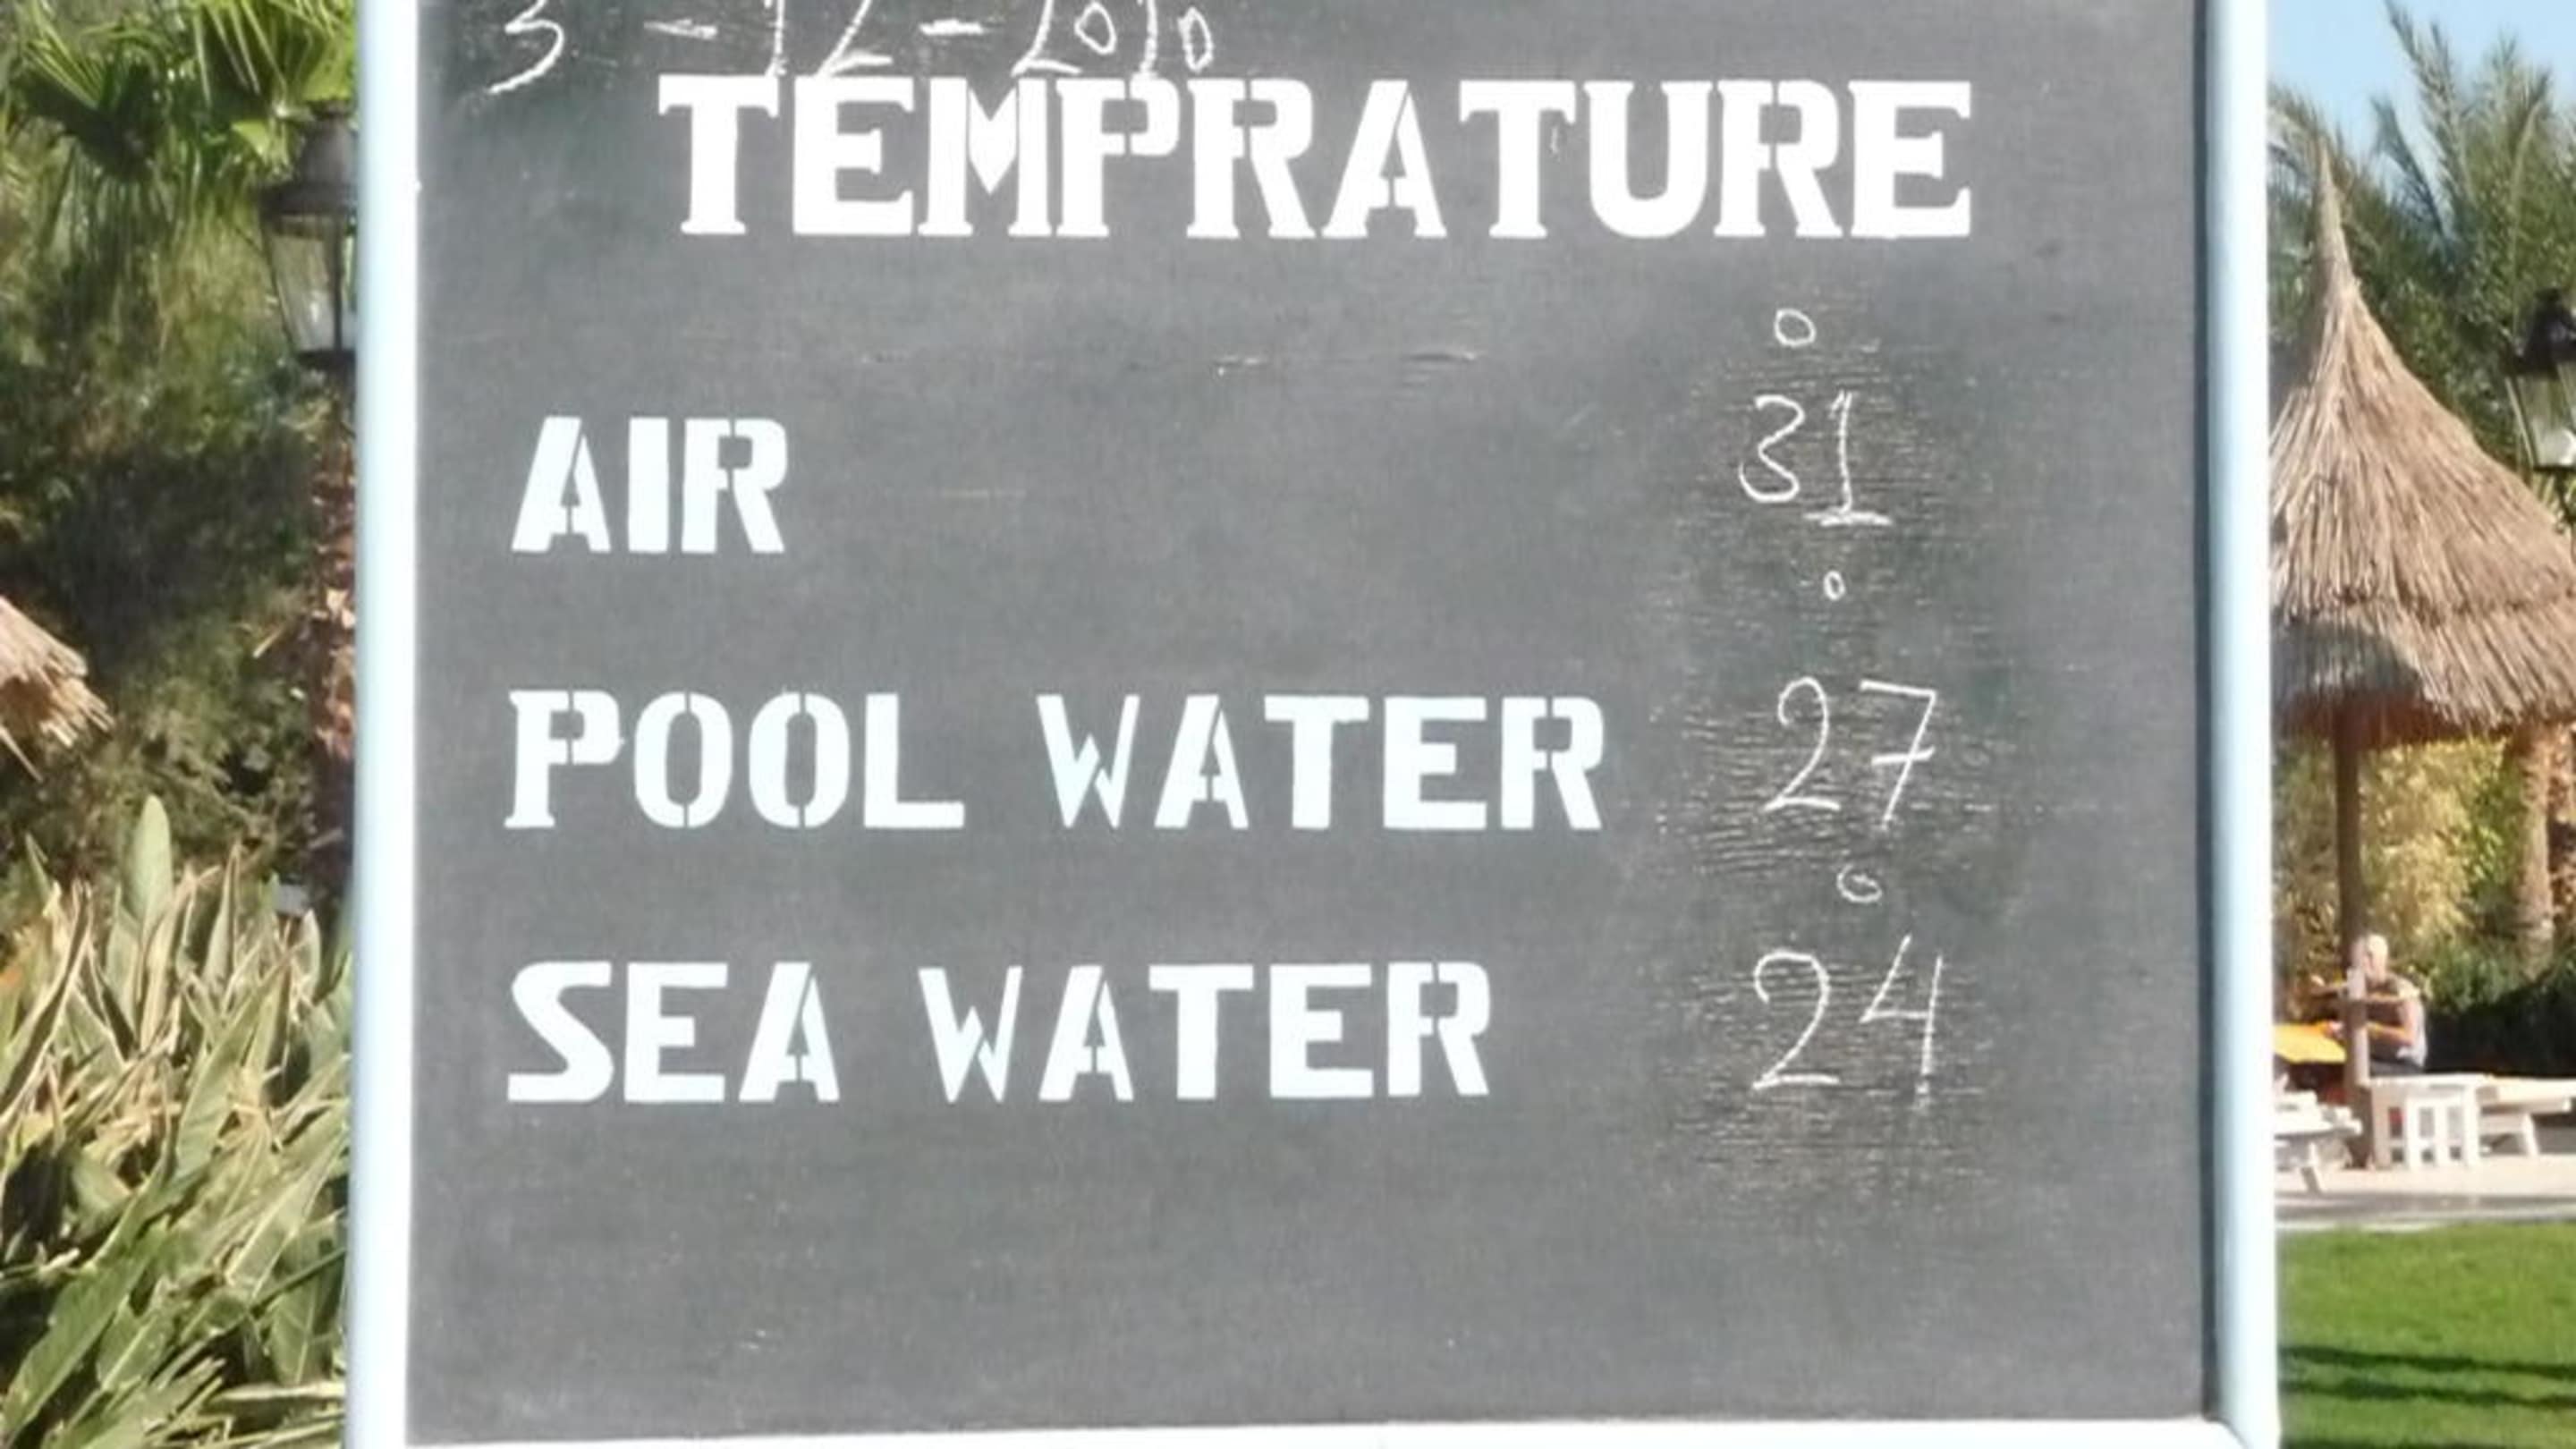 3 -12-2010
TEMPRATURE
AIR 31°
POOL WATER 27°
SEA WATER 24°